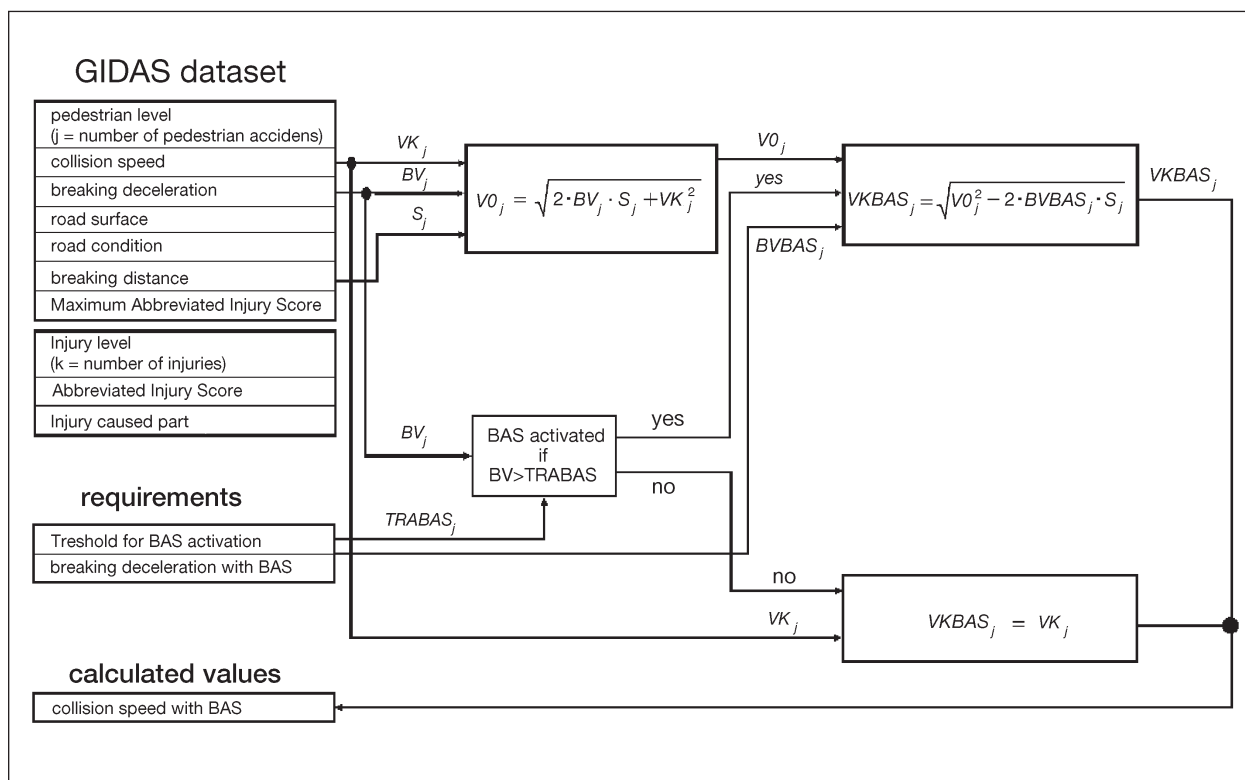 GIDAS dataset
pedestrian level
(j = number of pedestrian accidens)
collision speed
breaking deceleration
road surface
road condition
breaking distance
Maximum Abbreviated Injury Score
Injury level
(k = number of injuries)
Abbreviated Injury Score
Injury caused part
requirements
Treshold for BAS activation
breaking deceleration with BAS
calculated values
collision speed with BAS
VK_j
BV_j
S_j
V0_j = √(2·BV_j · S_j + VK_j^2)
V0_j
yes
BVBAS_j
VKBAS_j = √(V0_j^2 − 2·BVBAS_j · S_j)
VKBAS_j
BV_j
BAS activated
if
BV>TRABAS
yes
no
TRABAS_j
no
VK_j
VKBAS_j = VK_j